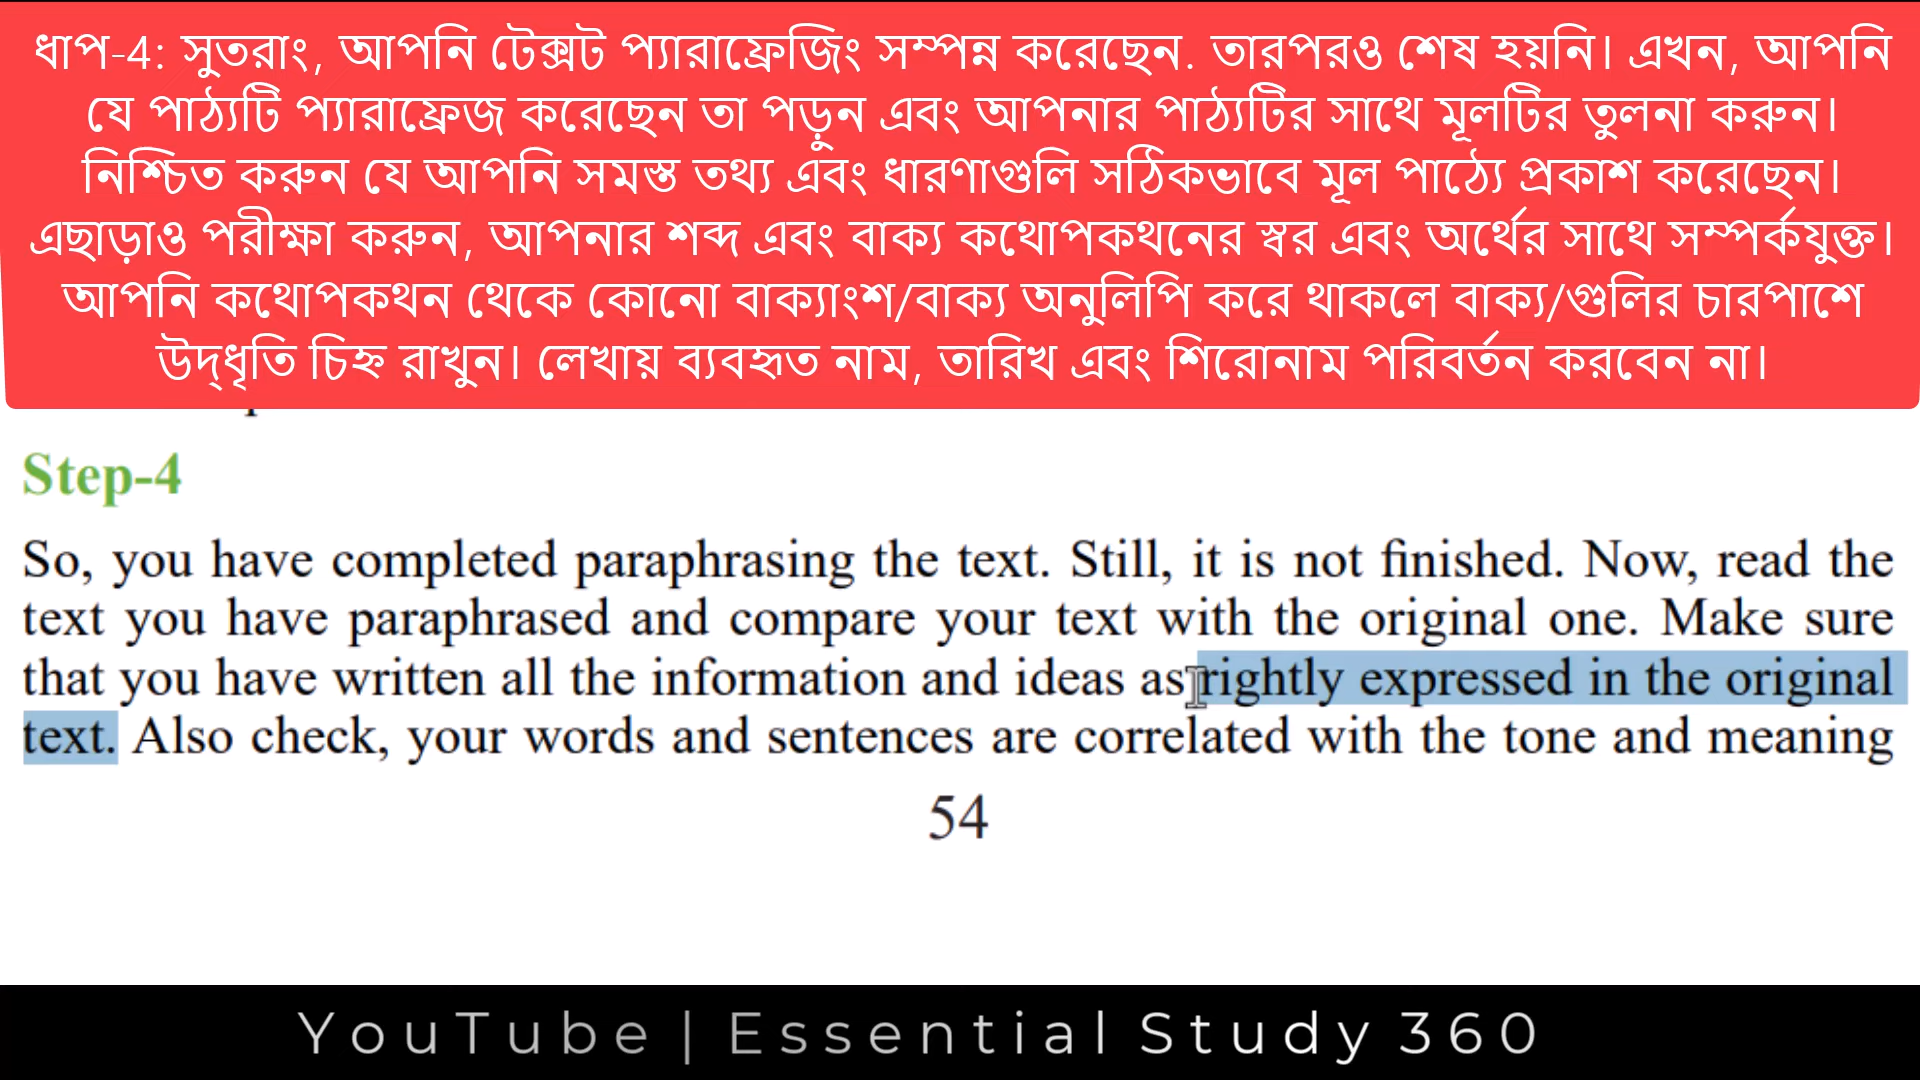 ধাপ-4: সুতরাং, আপনি টেক্সট প্যারাফ্রেজিং সম্পন্ন করেছেন. তারপরও শেষ হয়নি। এখন, আপনি
যে পাঠ্যটি প্যারাফ্রেজ করেছেন তা পড়ুন এবং আপনার পাঠ্যটির সাথে মূলটির তুলনা করুন।
নিশ্চিত করুন যে আপনি সমস্ত তথ্য এবং ধারণাগুলি সঠিকভাবে মূল পাঠ্যে প্রকাশ করেছেন।
এছাড়াও পরীক্ষা করুন, আপনার শব্দ এবং বাক্য কথোপকথনের স্বর এবং অর্থের সাথে সম্পর্কযুক্ত।
আপনি কথোপকথন থেকে কোনো বাক্যাংশ/বাক্য অনুলিপি করে থাকলে বাক্য/গুলির চারপাশে
উদ্ধৃতি চিহ্ন রাখুন। লেখায় ব্যবহৃত নাম, তারিখ এবং শিরোনাম পরিবর্তন করবেন না।
Step-4
So, you have completed paraphrasing the text. Still, it is not finished. Now, read the
text you have paraphrased and compare your text with the original one. Make sure
that you have written all the information and ideas as rightly expressed in the original
text. Also check, your words and sentences are correlated with the tone and meaning
54
YouTube | Essential Study 360